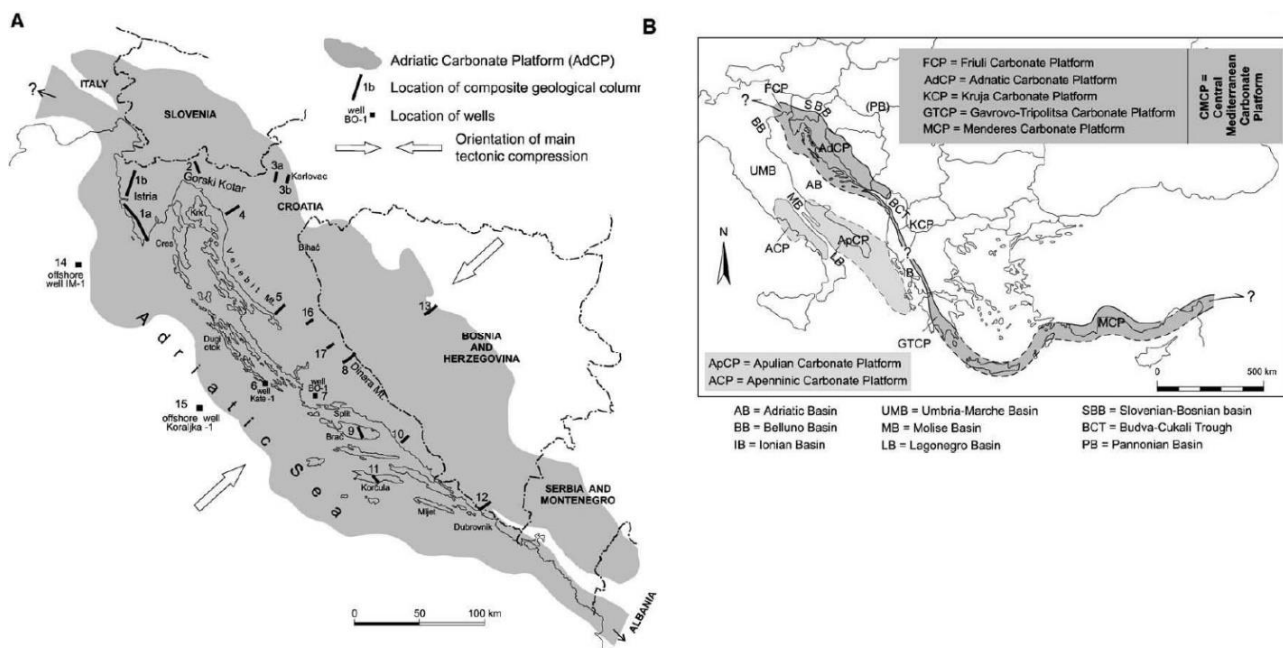 A
Adriatic Carbonate Platform (AdCP)
1b Location of composite geological column
well
BO-1 Location of wells
Orientation of main
tectonic compression
?
ITALY
SLOVENIA
1b
Istria
1a
2
Gorski Kotar
3a
3b
Karlovac
CROATIA
Krk
4
Cres
Velebit Mt.
Bihać
14
offshore
well IM-1
5
16
13
BOSNIA
AND
HERZEGOVINA
17
8
Dinara Mt.
Dugi
otok
6
well
Kate -1
well
BO-1
7
15
offshore well
Koraljka -1
Split
9
Brač
10
11
Korčula
Mljet
12
Dubrovnik
SERBIA AND
MONTENEGRO
Adriatic Sea
ALBANIA
0 50 100 km
B
FCP = Friuli Carbonate Platform
AdCP = Adriatic Carbonate Platform
KCP = Kruja Carbonate Platform
GTCP = Gavrovo-Tripolitsa Carbonate Platform
MCP = Menderes Carbonate Platform
CMCP =
Central
Mediterranean
Carbonate
Platform
?
FCP
SBB
(PB)
BB
AdCP
UMB
AB
MB
BCT
KCP
?
N
ACP
ApCP
LB
IB
GTCP
MCP
?
ApCP = Apulian Carbonate Platform
ACP = Apenninic Carbonate Platform
0 500 km
AB = Adriatic Basin
BB = Belluno Basin
IB = Ionian Basin
UMB = Umbria-Marche Basin
MB = Molise Basin
LB = Lagonegro Basin
SBB = Slovenian-Bosnian basin
BCT = Budva-Cukali Trough
PB = Pannonian Basin